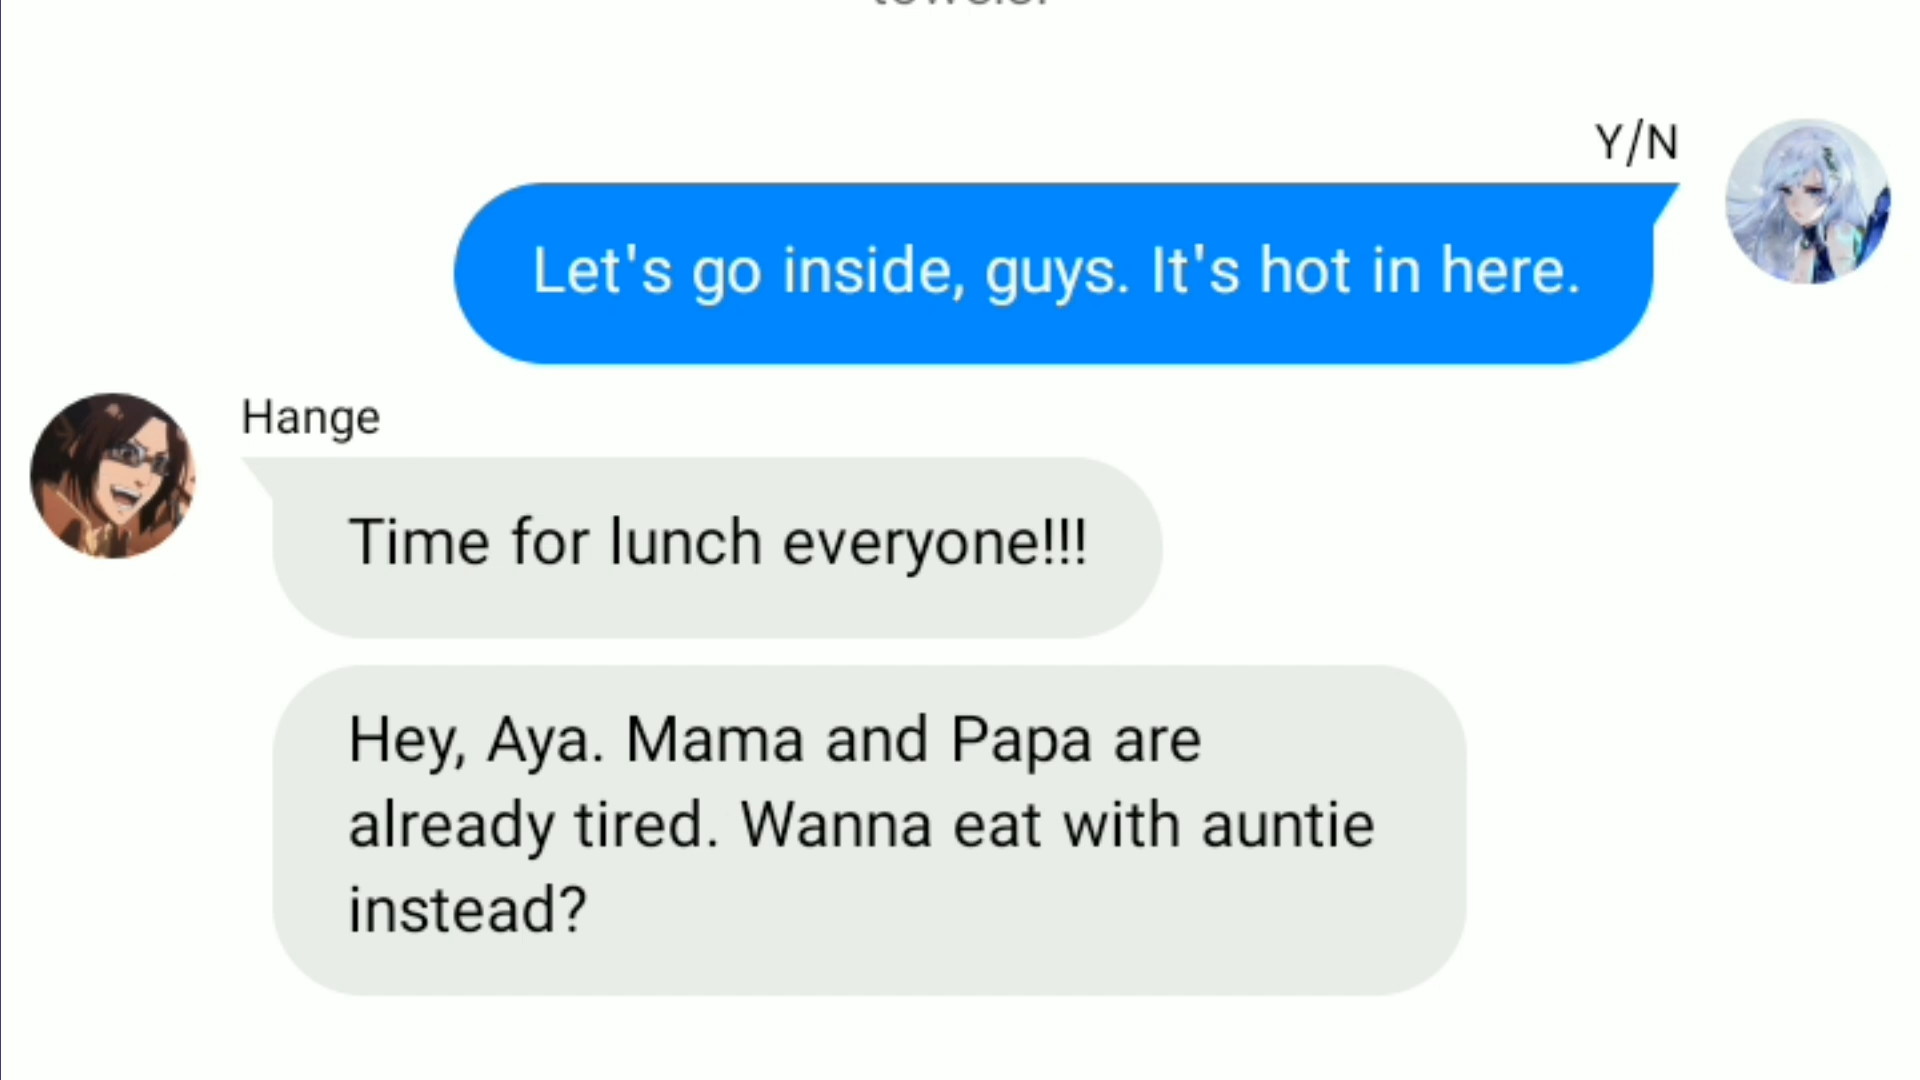 Y/N
Let's go inside, guys. It's hot in here.
Hange
Time for lunch everyone!!!
Hey, Aya. Mama and Papa are
already tired. Wanna eat with auntie
instead?